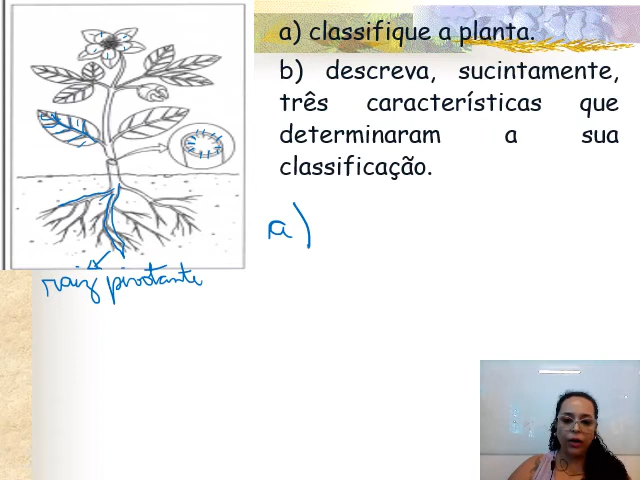 a) classifique a planta.
b) descreva, sucintamente,
três características que
determinaram a sua
classificação.
a)
raiz pivotante